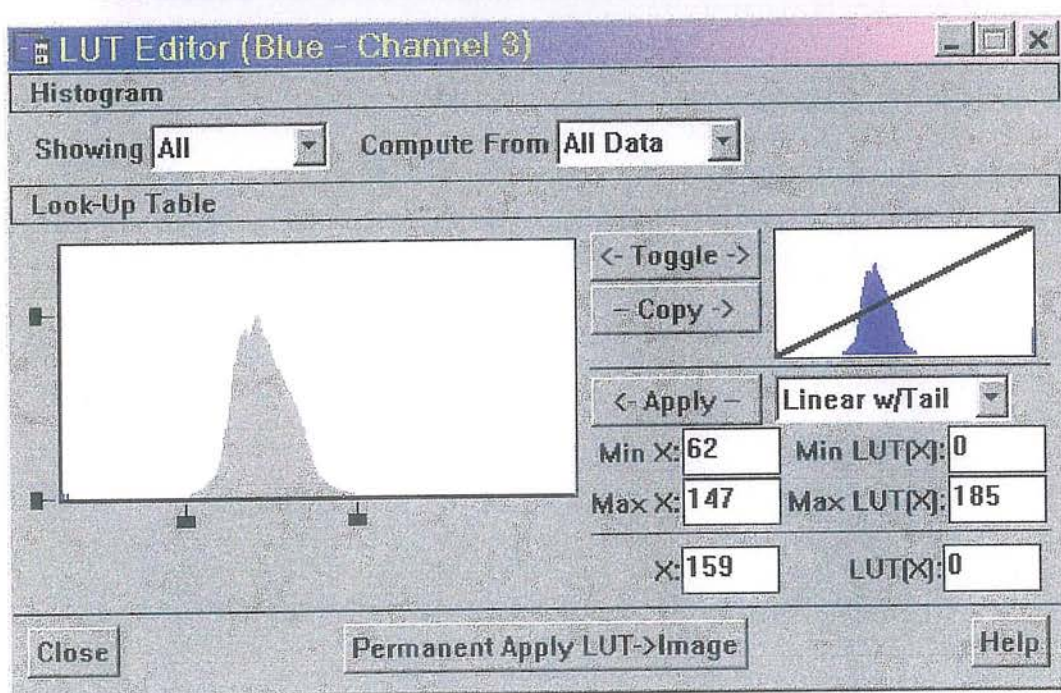 LUT Editor (Blue - Channel 3)
Histogram
Showing All Compute From All Data
Look-Up Table
<- Toggle ->
- Copy ->
<- Apply - Linear w/Tail
Min X: 62 Min LUT[X]: 0
Max X: 147 Max LUT[X]: 185
X: 159 LUT[X]: 0
Close Permanent Apply LUT->Image Help